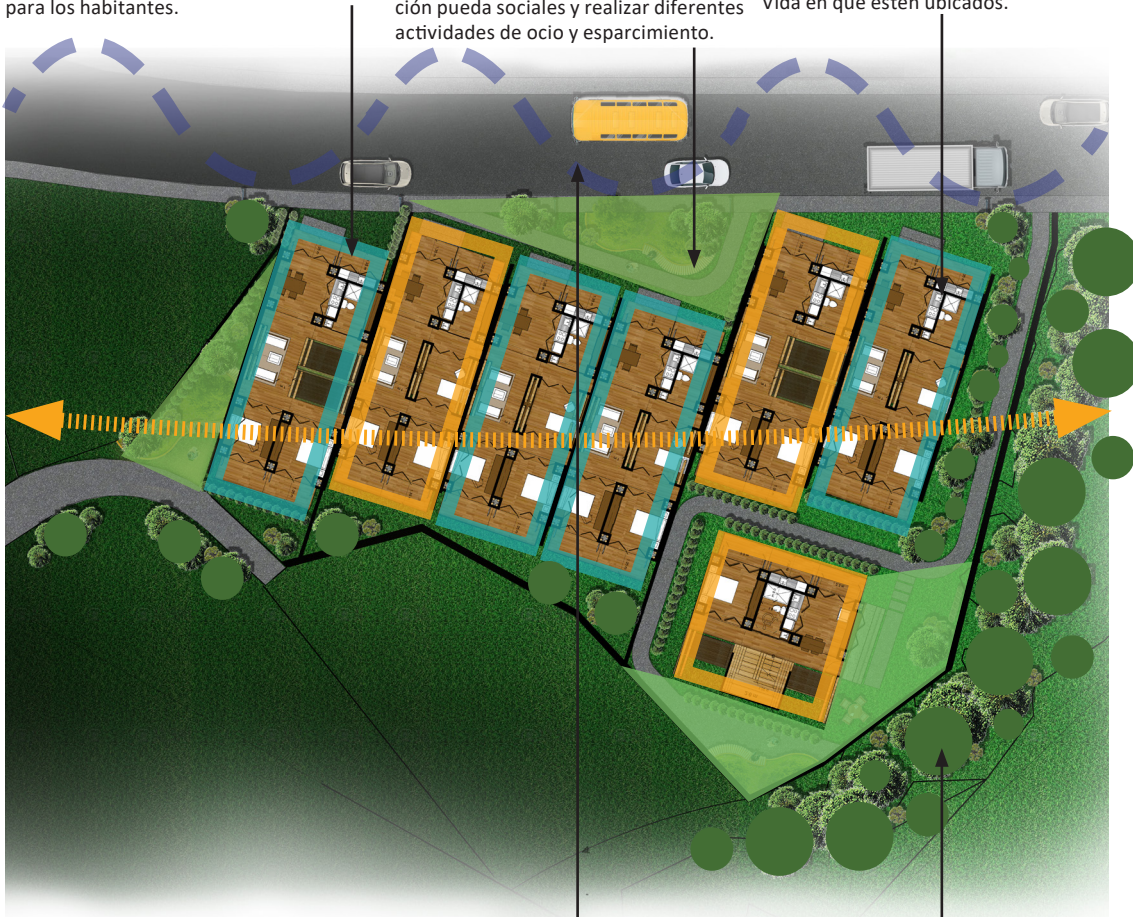 para los habitantes.
ción pueda sociales y realizar diferentes
actividades de ocio y esparcimiento.
Vida en que estén ubicados.